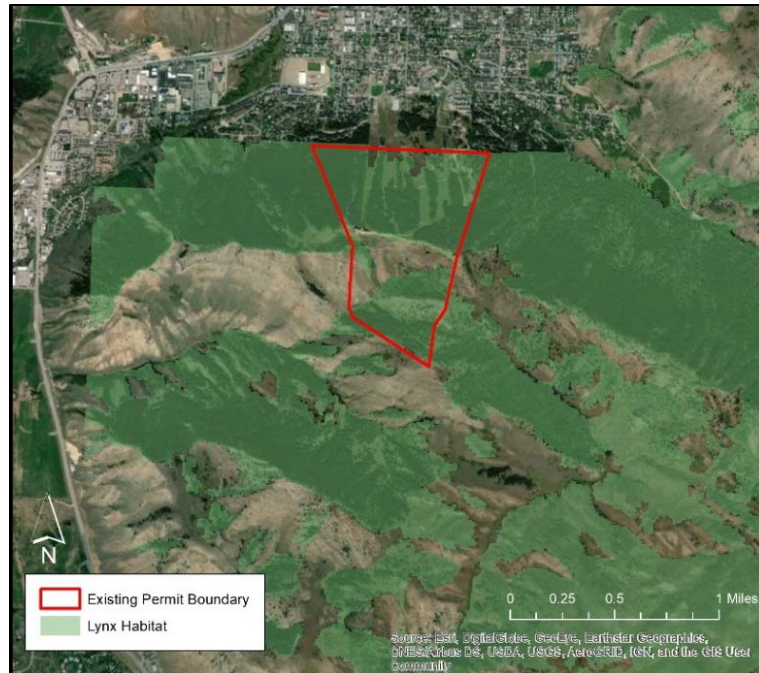 N
Existing Permit Boundary
Lynx Habitat
0 0.25 0.5 1 Miles
Source: Esri, DigitalGlobe, GeoEye, Earthstar Geographics,
CNES/Airbus DS, USDA, USGS, AeroGRID, IGN, and the GIS User
Community